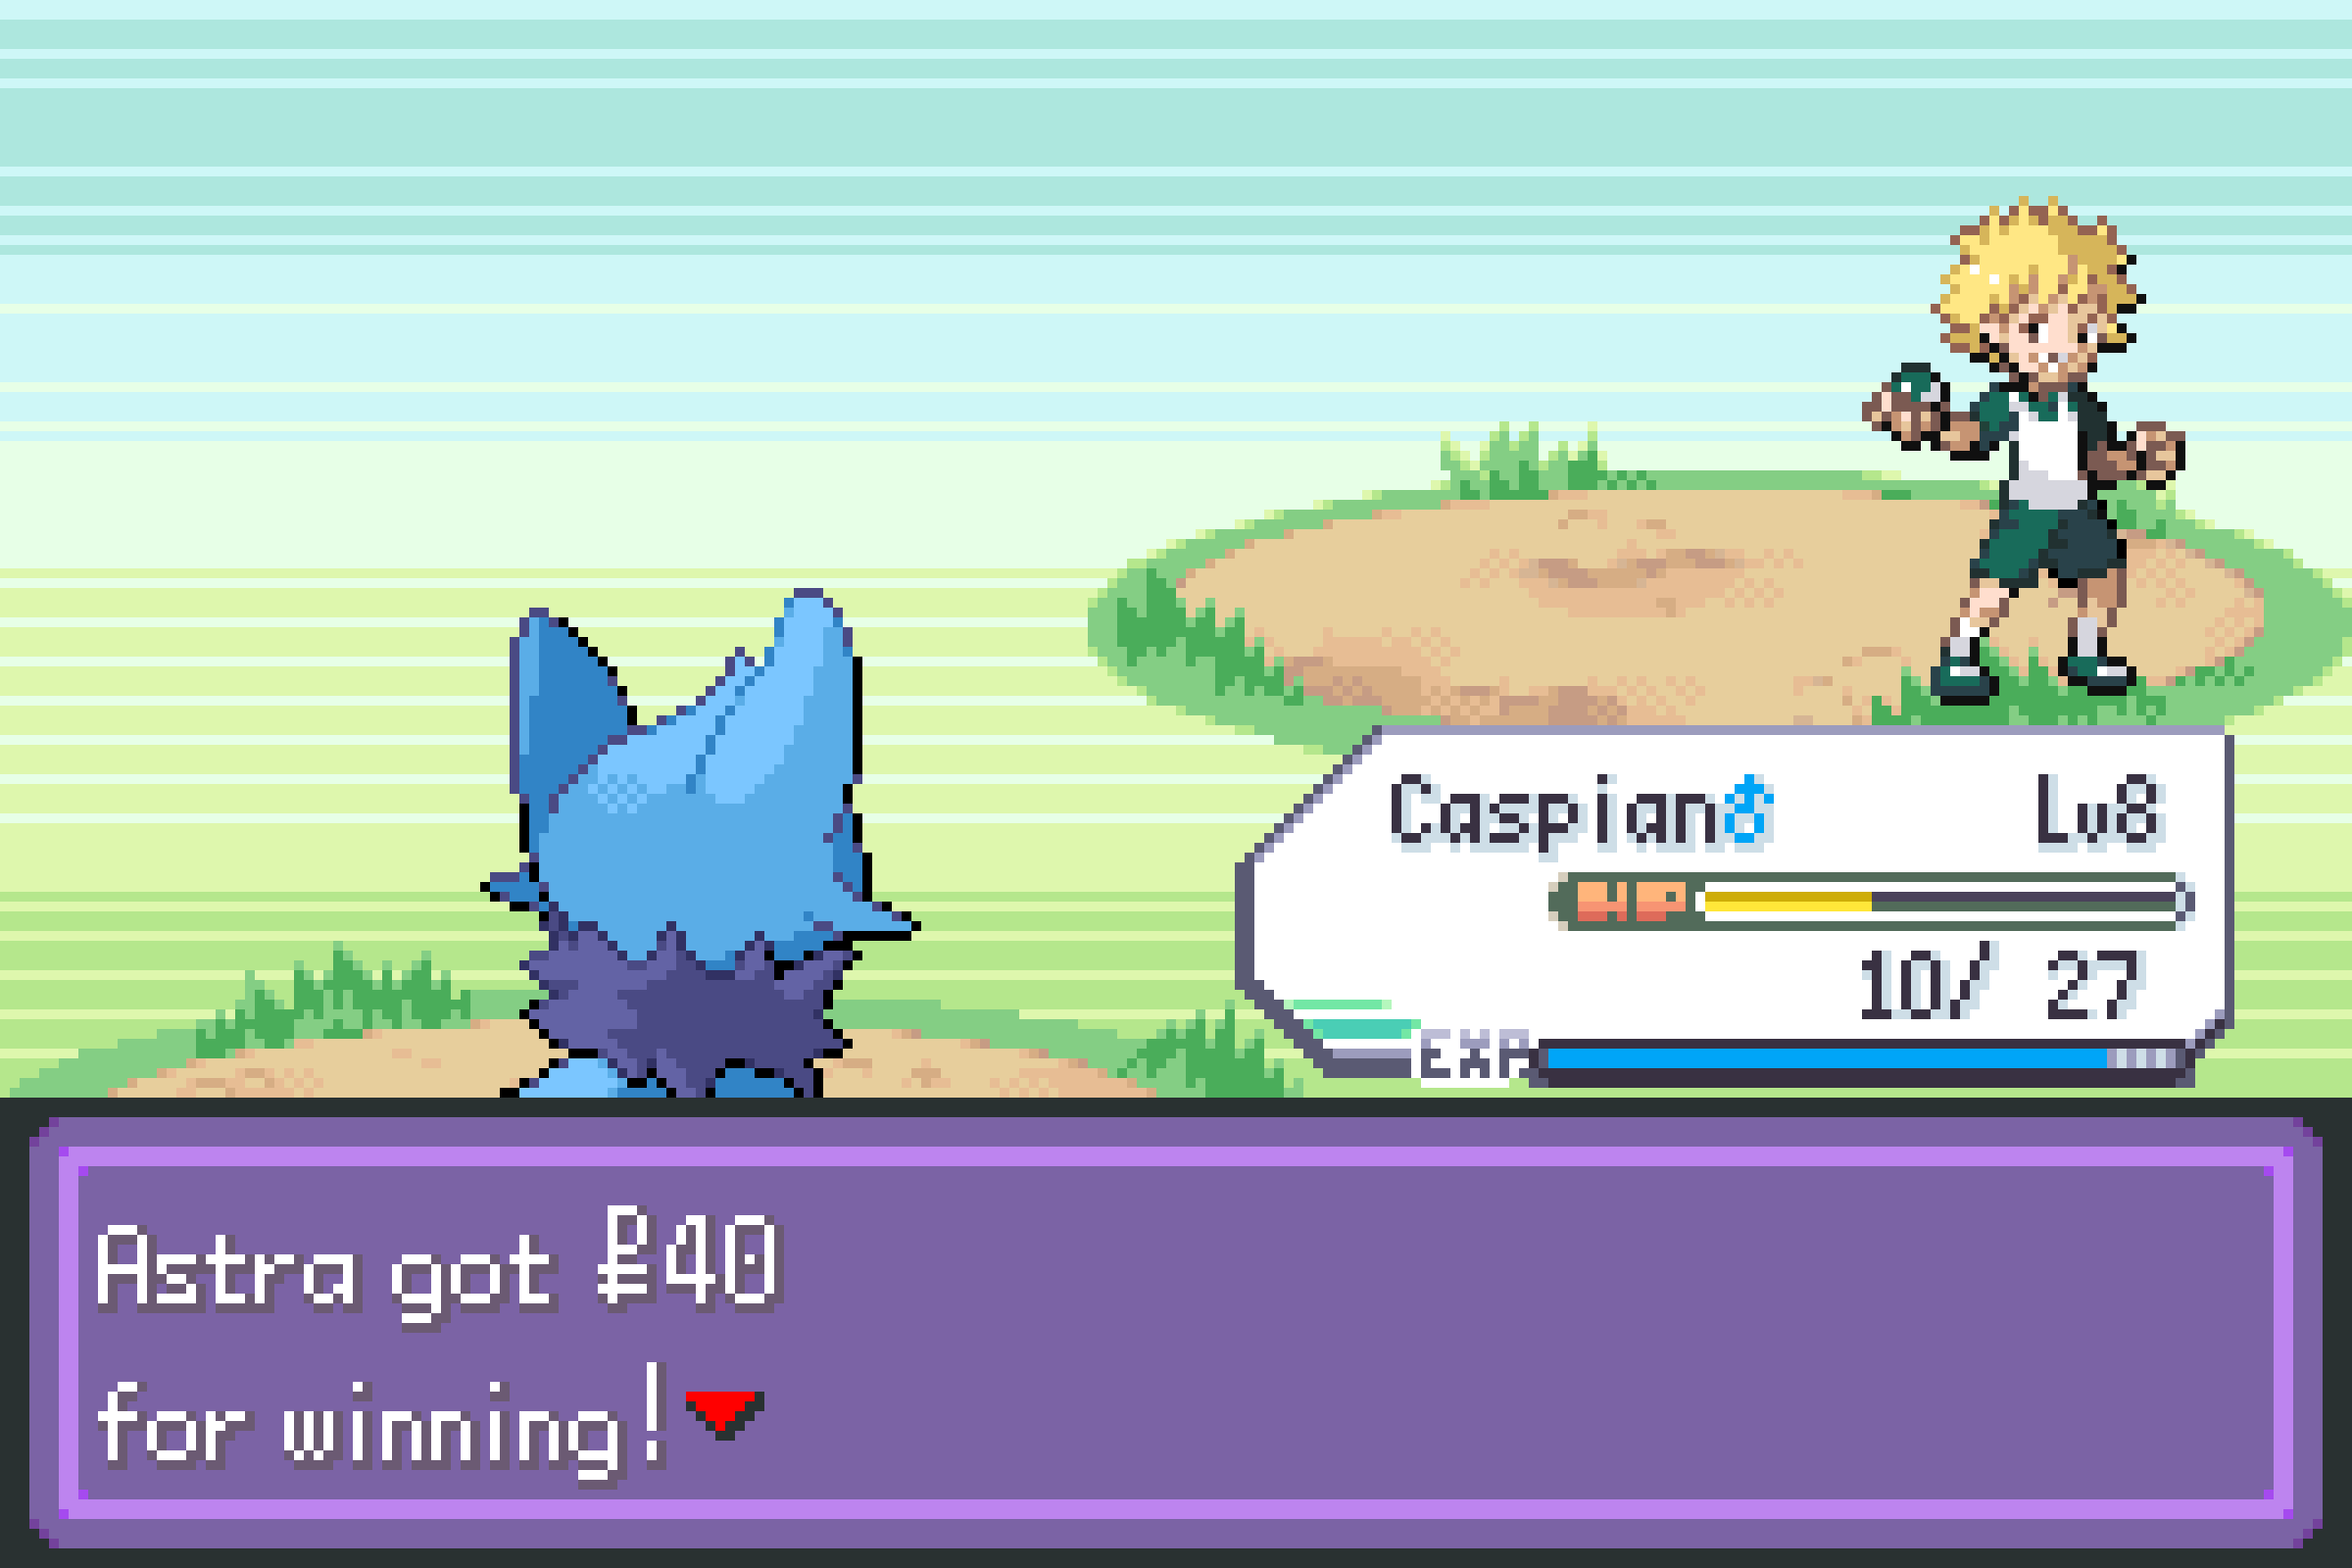 Caspian♂ Lv8
HP
10/ 27
EXP
Astra got ₽40
for winning!